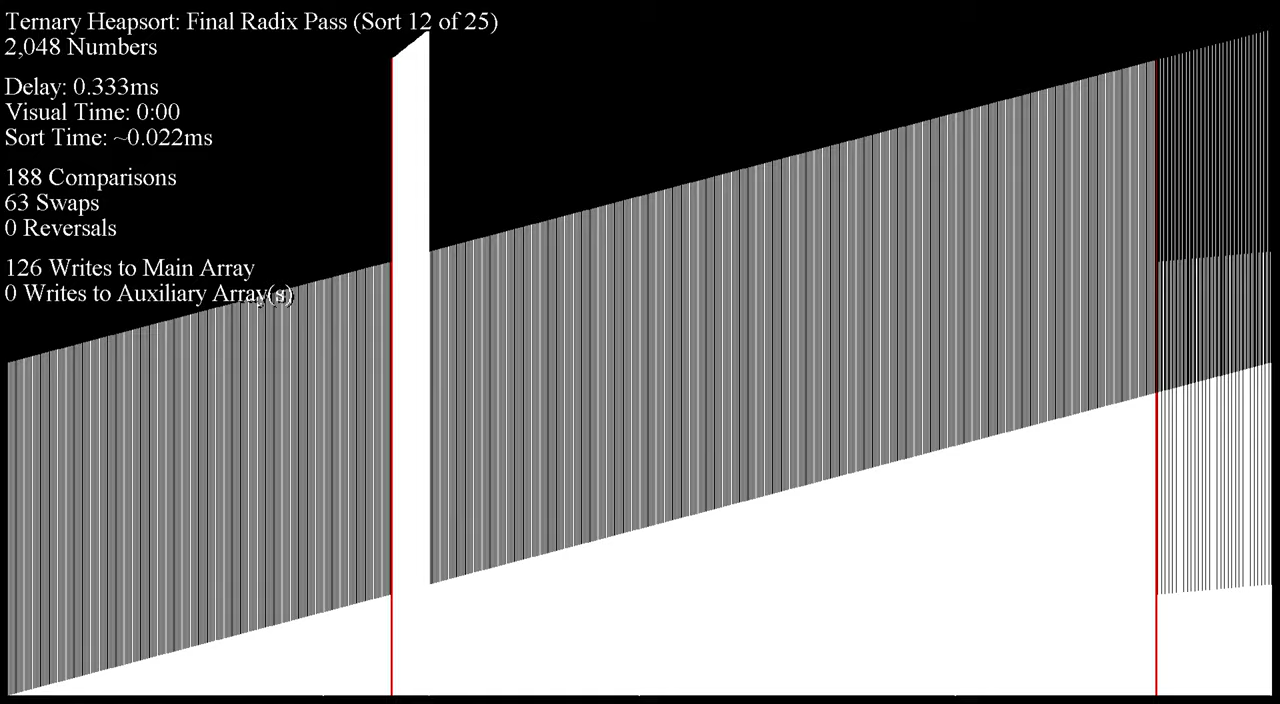 Ternary Heapsort: Final Radix Pass (Sort 12 of 25)
2,048 Numbers
Delay: 0.333ms
Visual Time: 0:00
Sort Time: ~0.022ms
188 Comparisons
63 Swaps
0 Reversals
126 Writes to Main Array
0 Writes to Auxiliary Array(s)